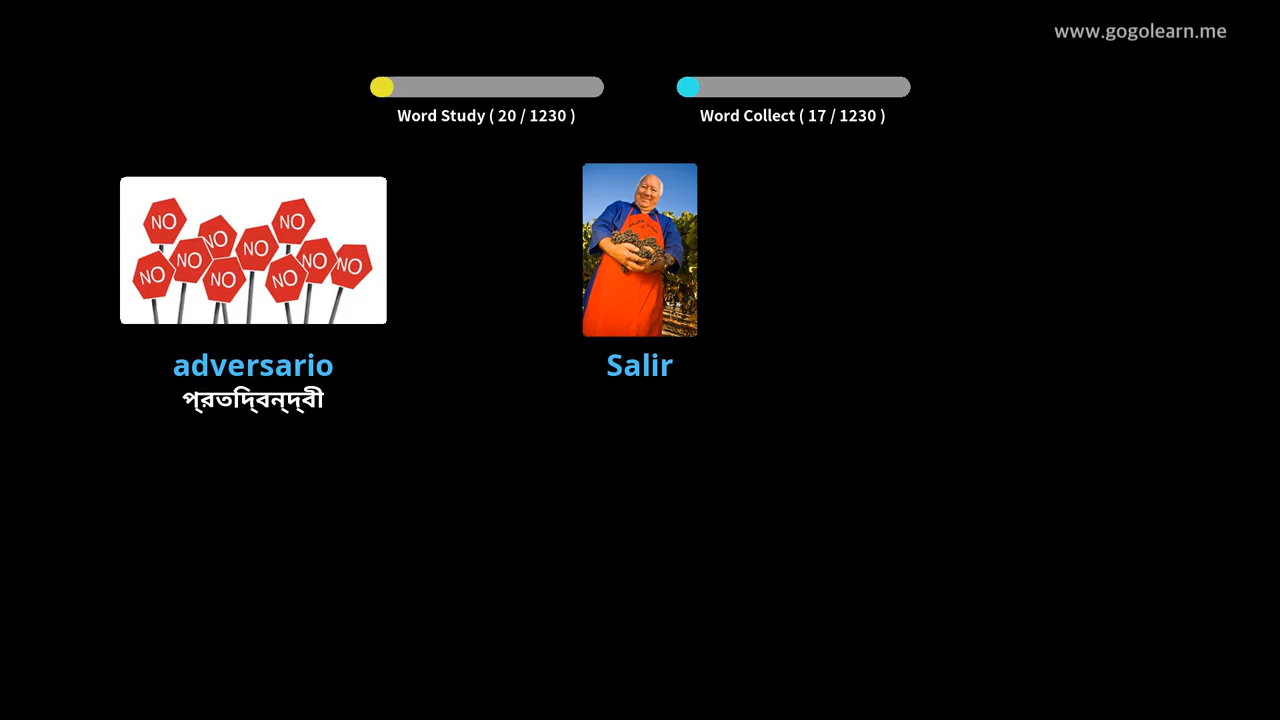 www.gogolearn.me
Word Study ( 20 / 1230 )
Word Collect ( 17 / 1230 )
NO
NO
NO
NO
NO
NO
NO
NO
NO
NO
adversario
Salir
প্রতিদ্বন্দ্বী